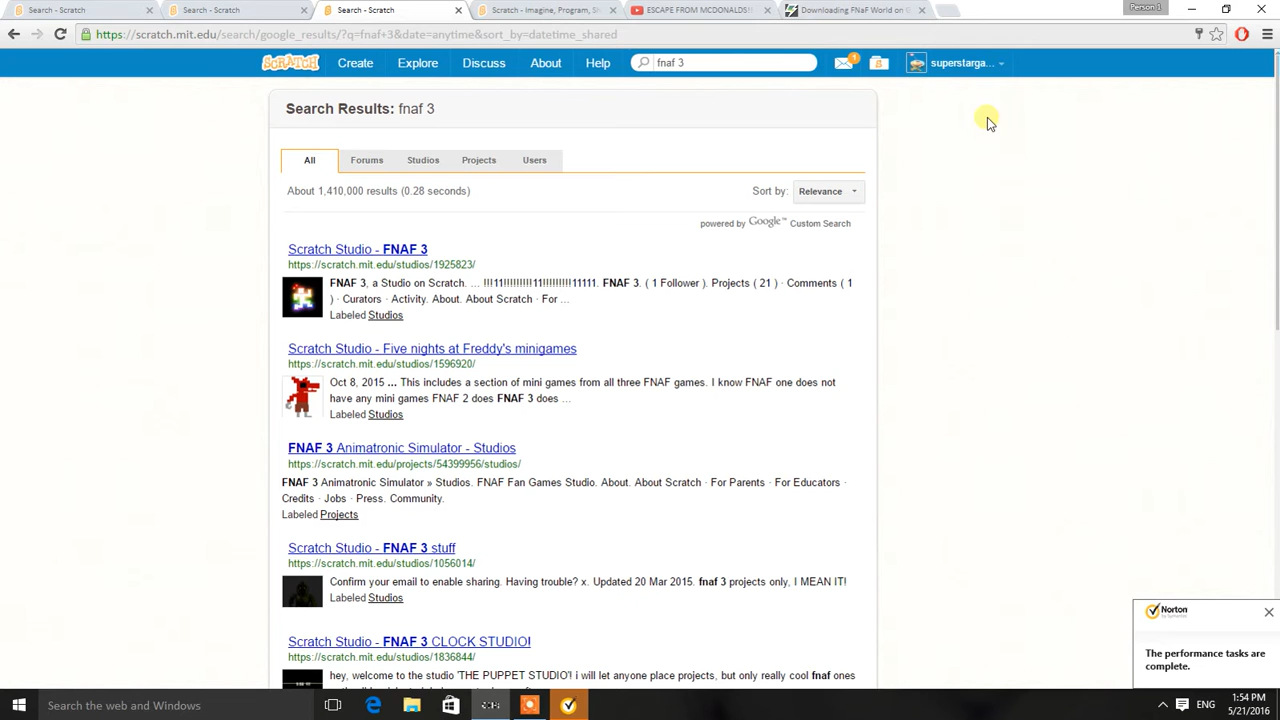 Search - Scratch
Search - Scratch
Search - Scratch
Scratch - Imagine, Program, Sh
ESCAPE FROM MCDONALDS!!
Downloading FNaF World on G
Person 1
https://scratch.mit.edu/search/google_results/?q=fnaf+3&date=anytime&sort_by=datetime_shared
SCRATCH Create Explore Discuss About Help fnaf 3 1 superstarga...
Search Results: fnaf 3
All Forums Studios Projects Users
About 1,410,000 results (0.28 seconds) Sort by: Relevance
powered by Google™ Custom Search
Scratch Studio - FNAF 3
https://scratch.mit.edu/studios/1925823/
FNAF 3, a Studio on Scratch. ... !!!11!!!!!!!!!!11!!!!!!!!!!11111. FNAF 3. ( 1 Follower ). Projects ( 21 ) · Comments ( 1
) · Curators · Activity. About. About Scratch · For ...
Labeled Studios
Scratch Studio - Five nights at Freddy's minigames
https://scratch.mit.edu/studios/1596920/
Oct 8, 2015 ... This includes a section of mini games from all three FNAF games. I know FNAF one does not
have any mini games FNAF 2 does FNAF 3 does ...
Labeled Studios
FNAF 3 Animatronic Simulator - Studios
https://scratch.mit.edu/projects/54399956/studios/
FNAF 3 Animatronic Simulator » Studios. FNAF Fan Games Studio. About. About Scratch · For Parents · For Educators ·
Credits · Jobs · Press. Community.
Labeled Projects
Scratch Studio - FNAF 3 stuff
https://scratch.mit.edu/studios/1056014/
Confirm your email to enable sharing. Having trouble? x. Updated 20 Mar 2015. fnaf 3 projects only, I MEAN IT!
Labeled Studios
Scratch Studio - FNAF 3 CLOCK STUDIO!
https://scratch.mit.edu/studios/1836844/
hey, welcome to the studio 'THE PUPPET STUDIO'! i will let anyone place projects, but only really cool fnaf ones
Norton
by Symantec
The performance tasks are
complete.
Search the web and Windows
ENG
1:54 PM
5/21/2016